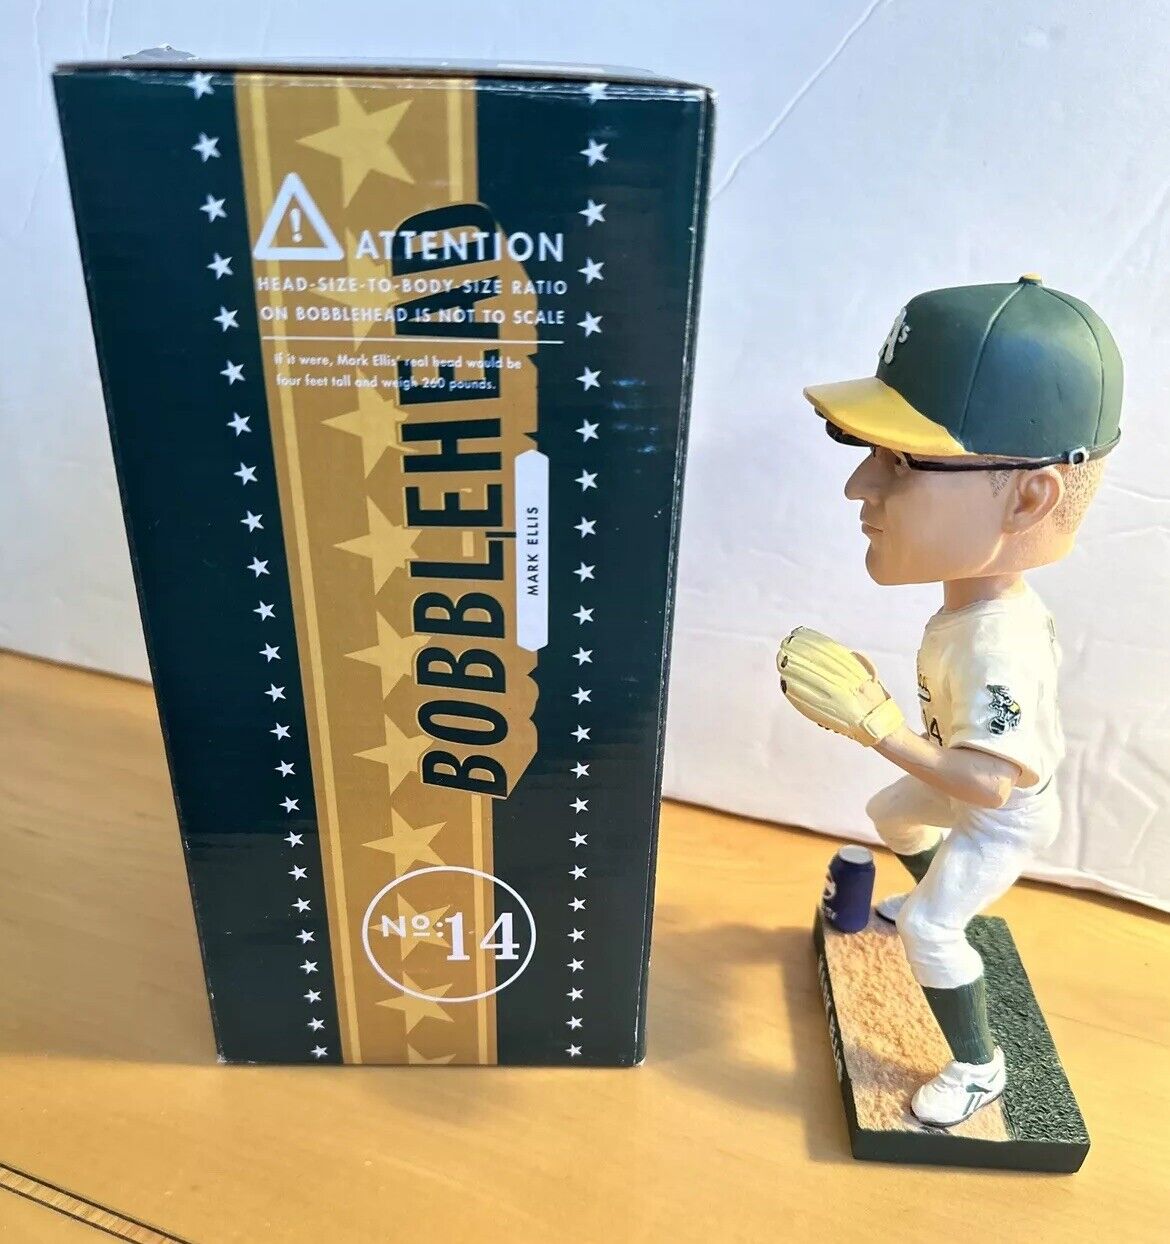 ATTENTION
HEAD-SIZE-TO-BODY-SIZE RATIO
ON BOBBLEHEAD IS NOT TO SCALE
If it were, Mark Ellis' real head would be
four feet tall and weigh 260 pounds.
BOBBLEHEAD
MARK ELLIS
No:14
A's
14